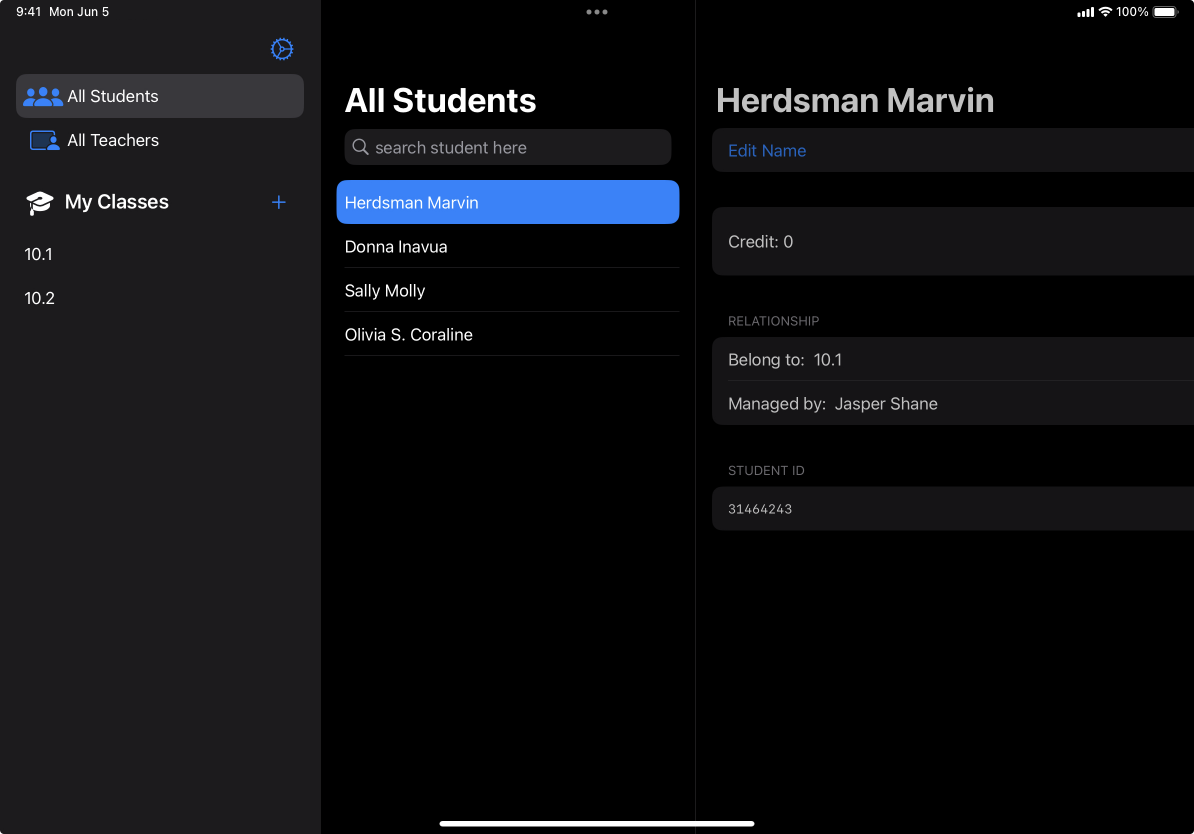 9:41 Mon Jun 5
100%
All Students
All Teachers
My Classes
10.1
10.2
All Students
search student here
Herdsman Marvin
Donna Inavua
Sally Molly
Olivia S. Coraline
Herdsman Marvin
Edit Name
Credit: 0
RELATIONSHIP
Belong to: 10.1
Managed by: Jasper Shane
STUDENT ID
31464243